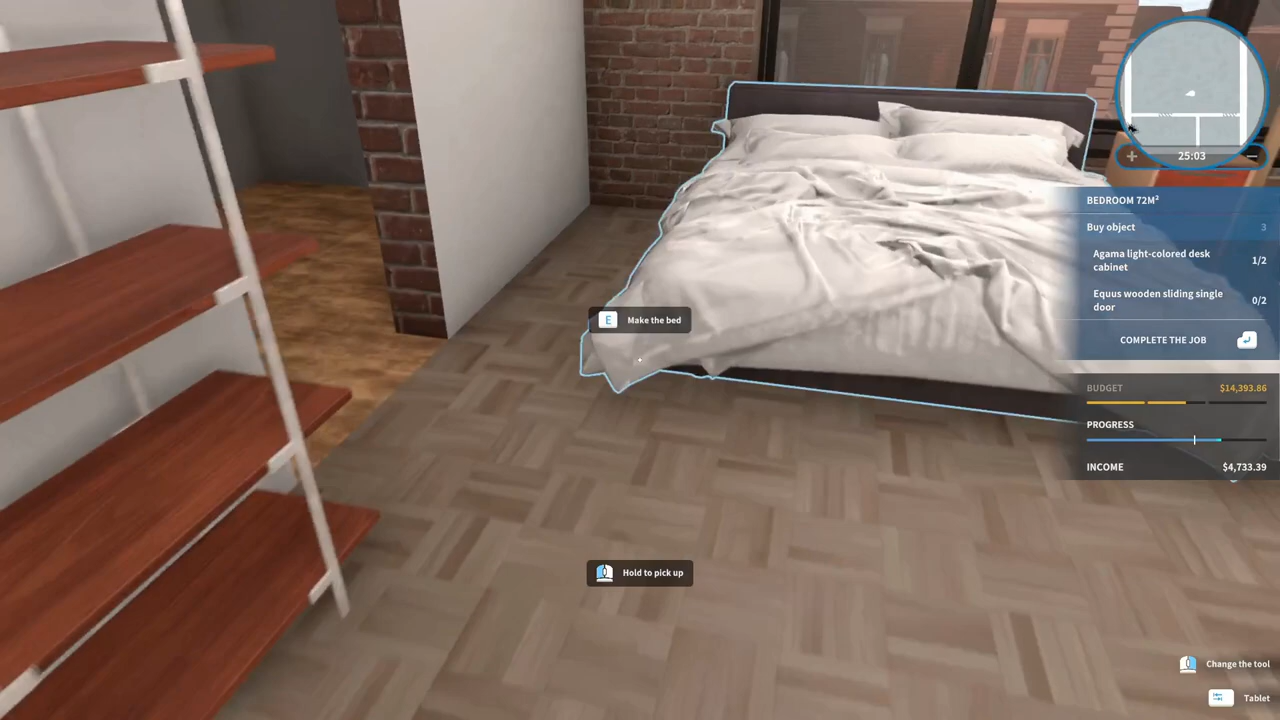 25:03
BEDROOM 72M²
Buy object 3
Agama light-colored desk
cabinet 1/2
Equus wooden sliding single
door 0/2
E Make the bed
COMPLETE THE JOB
BUDGET $14,393.86
PROGRESS
INCOME $4,733.39
Hold to pick up
Change the tool
Tablet